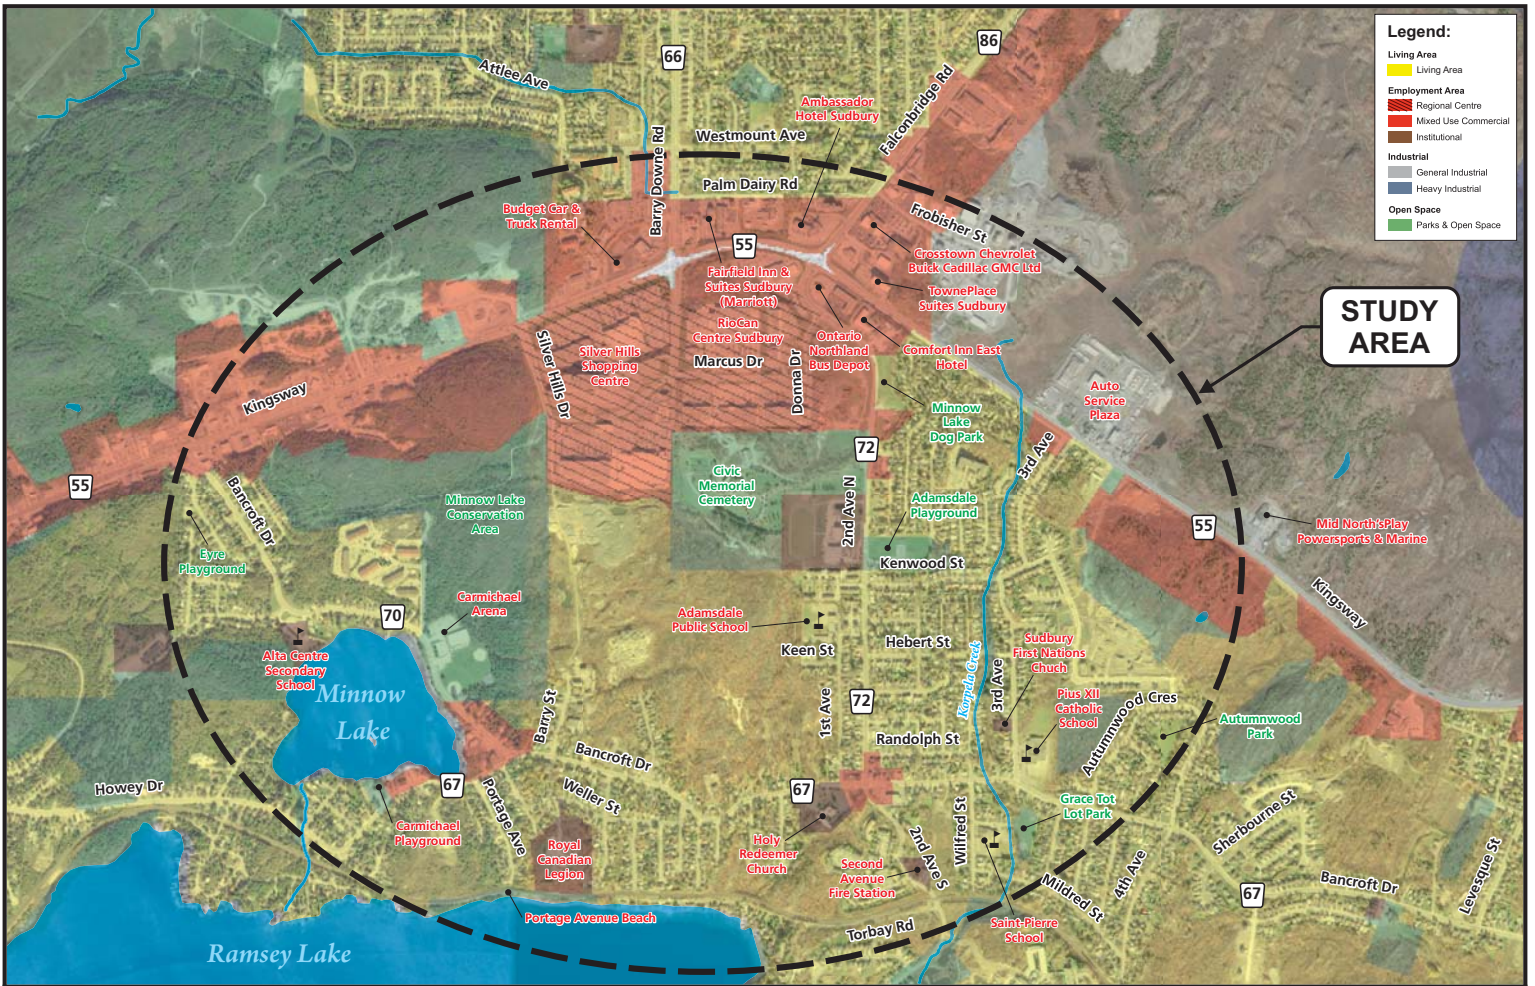 Legend:
Living Area
Living Area
Employment Area
Regional Centre
Mixed Use Commercial
Institutional
Industrial
General Industrial
Heavy Industrial
Open Space
Parks & Open Space
66
86
Attlee Ave
Ambassador
Hotel Sudbury
Falconbridge Rd
Westmount Ave
Barry Downe Rd
Palm Dairy Rd
Budget Car &
Truck Rental
Frobisher St
55
Crosstown Chevrolet
Buick Cadillac GMC Ltd
Fairfield Inn &
Suites Sudbury
(Marriott)
TownePlace
Suites Sudbury
STUDY
AREA
RioCan
Centre Sudbury
Ontario
Northland
Bus Depot
Comfort Inn East
Hotel
Silver Hills Dr
Silver Hills
Shopping
Centre
Marcus Dr
Donna Dr
Kingsway
Auto
Service
Plaza
Minnow
Lake
Dog Park
72
3rd Ave
55
Bancroft Dr
Minnow Lake
Conservation
Area
Civic
Memorial
Cemetery
2nd Ave N
Adamsdale
Playground
55
Mid North'sPlay
Powersports & Marine
Eyre
Playground
Kenwood St
Kingsway
70
Carmichael
Arena
Adamsdale
Public School
Keen St
Hebert St
Sudbury
First Nations
Chuch
Alta Centre
Secondary
School
Minnow
Lake
Korpela Creek
3rd Ave
Pius XII
Catholic
School
Autumnwood Cres
Autumnwood
Park
Barry St
1st Ave
72
Randolph St
Bancroft Dr
Howey Dr
67
Weller St
67
Portage Ave
Grace Tot
Lot Park
Sherbourne St
Carmichael
Playground
Royal
Canadian
Legion
Holy
Redeemer
Church
Wilfred St
2nd Ave S
Second
Avenue
Fire Station
4th Ave
Mildred St
67
Bancroft Dr
Levesque St
Portage Avenue Beach
Torbay Rd
Saint-Pierre
School
Ramsey Lake